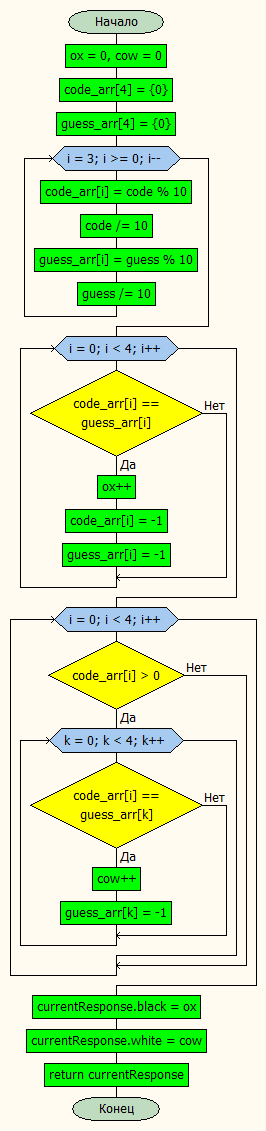 Начало
ox = 0, cow = 0
code_arr[4] = {0}
guess_arr[4] = {0}
i = 3; i >= 0; i--
code_arr[i] = code % 10
code /= 10
guess_arr[i] = guess % 10
guess /= 10
i = 0; i < 4; i++
code_arr[i] ==
guess_arr[i]
Нет
Да
ox++
code_arr[i] = -1
guess_arr[i] = -1
i = 0; i < 4; i++
code_arr[i] > 0
Нет
Да
k = 0; k < 4; k++
code_arr[i] ==
guess_arr[k]
Нет
Да
cow++
guess_arr[k] = -1
currentResponse.black = ox
currentResponse.white = cow
return currentResponse
Конец